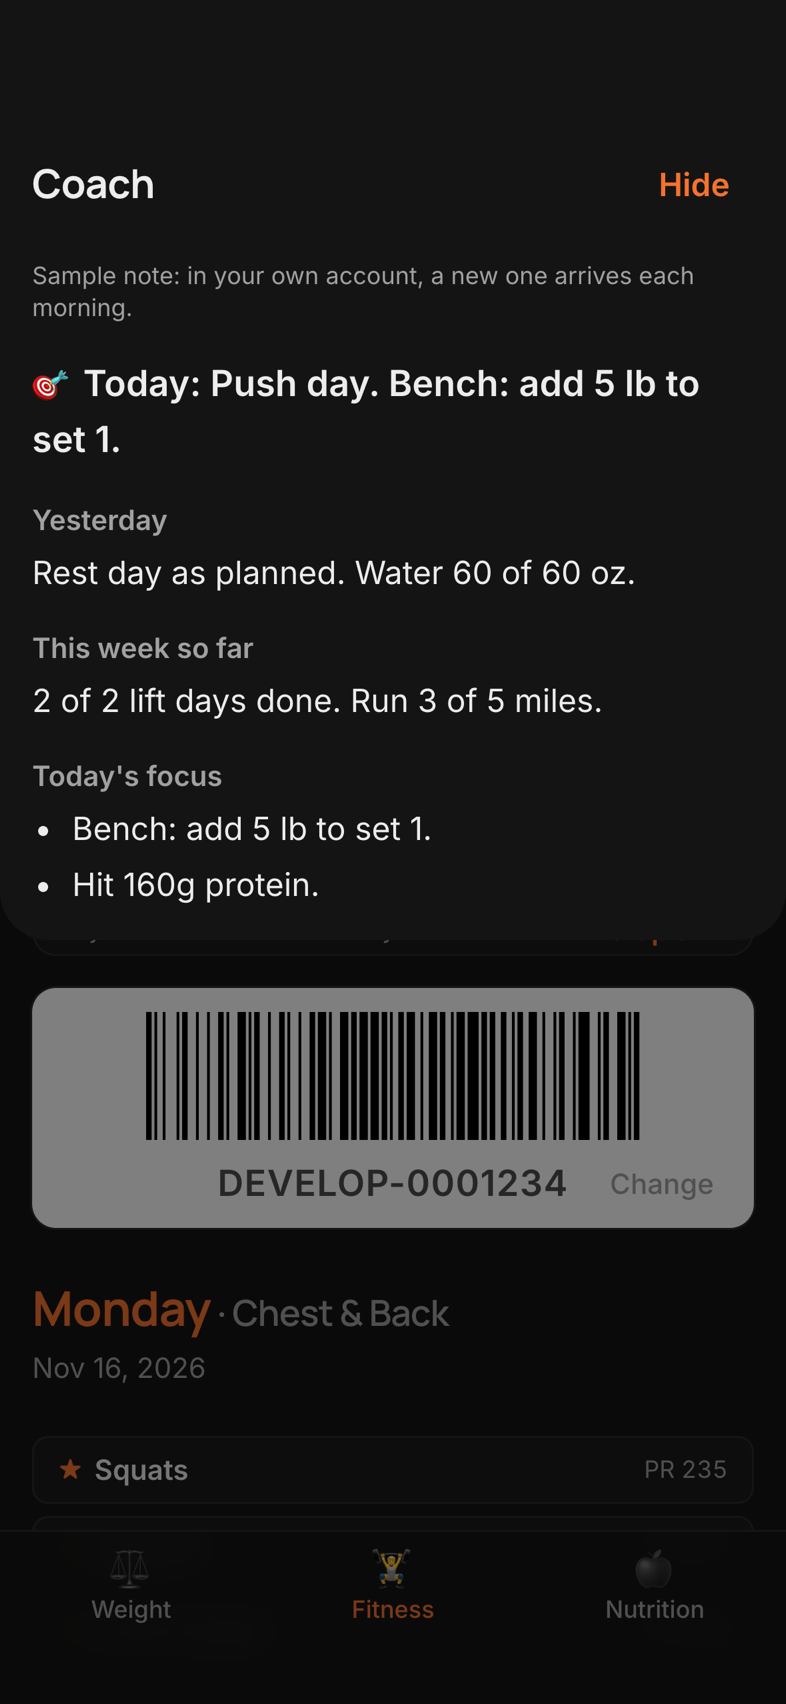 Coach
Hide
Sample note: in your own account, a new one arrives each
morning.
🎯 Today: Push day. Bench: add 5 lb to
set 1.
Yesterday
Rest day as planned. Water 60 of 60 oz.
This week so far
2 of 2 lift days done. Run 3 of 5 miles.
Today's focus
• Bench: add 5 lb to set 1.
• Hit 160g protein.
DEVELOP-0001234
Change
Monday · Chest & Back
Nov 16, 2026
Squats
PR 235
Weight
Fitness
Nutrition